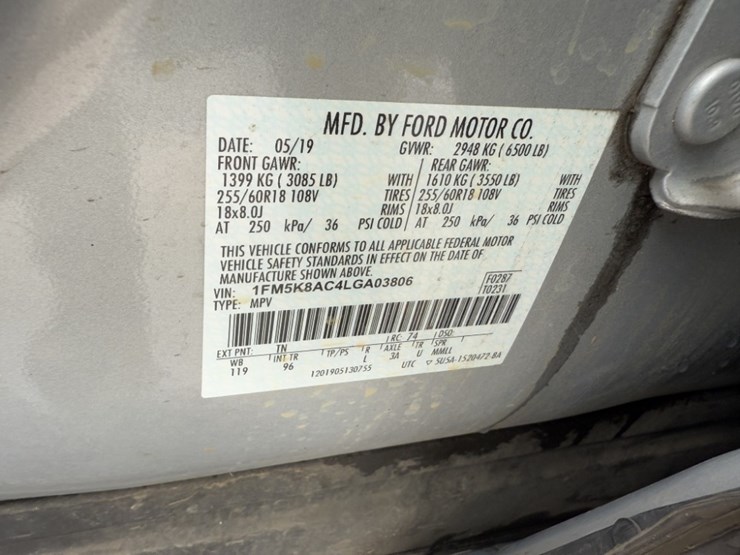 MFD. BY FORD MOTOR CO.
DATE: 05/19 GVWR: 2948 KG ( 6500 LB)
FRONT GAWR: REAR GAWR:
1399 KG ( 3085 LB) WITH 1610 KG ( 3550 LB) WITH
255/60R18 108V TIRES 255/60R18 108V TIRES
18x8.0J RIMS 18x8.0J RIMS
AT 250 kPa/ 36 PSI COLD AT 250 kPa/ 36 PSI COLD
THIS VEHICLE CONFORMS TO ALL APPLICABLE FEDERAL MOTOR
VEHICLE SAFETY STANDARDS IN EFFECT ON THE DATE OF
MANUFACTURE SHOWN ABOVE.
VIN: 1FM5K8AC4LGA03806 F0287
TYPE: MPV T0231
EXT PNT: TN RC: 74 DSO:
WB INT TR TP/PS R AXLE TR SPR
119 96 L 3A U MMLL
1201905130755 UTC ▽ 5USA-1520472-BA